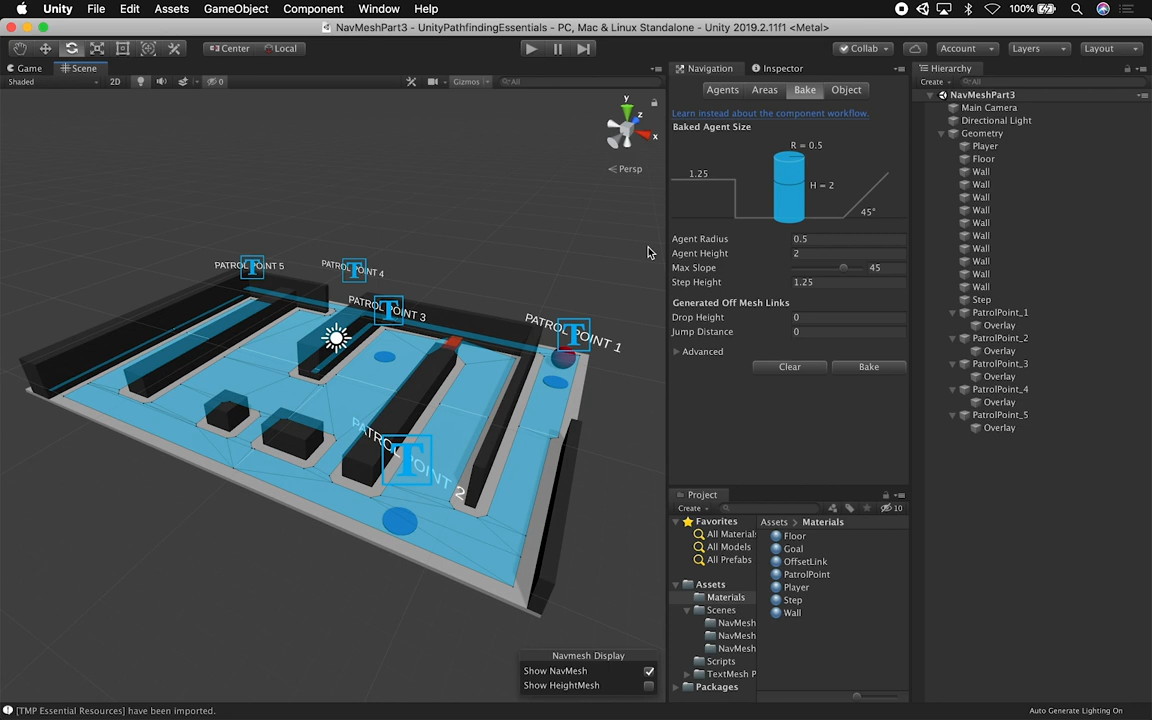 Unity File Edit Assets GameObject Component Window Help 100%
NavMeshPart3 - UnityPathfindingEssentials - PC, Mac & Linux Standalone - Unity 2019.2.11f1 <Metal>
Center Local Collab Account Layers Layout
Game Scene Navigation Inspector Hierarchy
Shaded 2D 0 Gizmos All
Agents Areas Bake Object
Create All
Learn instead about the component workflow.
Baked Agent Size
R = 0.5
1.25
H = 2
45°
Agent Radius 0.5
Agent Height 2
Max Slope 45
Step Height 1.25
Generated Off Mesh Links
Drop Height 0
Jump Distance 0
Advanced
Clear Bake
y
z
x
Persp
PATROL POINT 5
PATROL POINT 4
PATROL POINT 3
PATROL POINT 1
PATROL POINT 2
Navmesh Display
Show NavMesh
Show HeightMesh
NavMeshPart3
Main Camera
Directional Light
Geometry
Player
Floor
Wall
Wall
Wall
Wall
Wall
Wall
Wall
Wall
Wall
Wall
Step
PatrolPoint_1
Overlay
PatrolPoint_2
Overlay
PatrolPoint_3
Overlay
PatrolPoint_4
Overlay
PatrolPoint_5
Overlay
Project
Create 10
Favorites
All Material
All Models
All Prefabs
Assets
Materials
Scenes
NavMesh
NavMesh
NavMesh
Scripts
TextMesh P
Packages
Assets > Materials
Floor
Goal
OffsetLink
PatrolPoint
Player
Step
Wall
[TMP Essential Resources] have been imported.
Auto Generate Lighting On